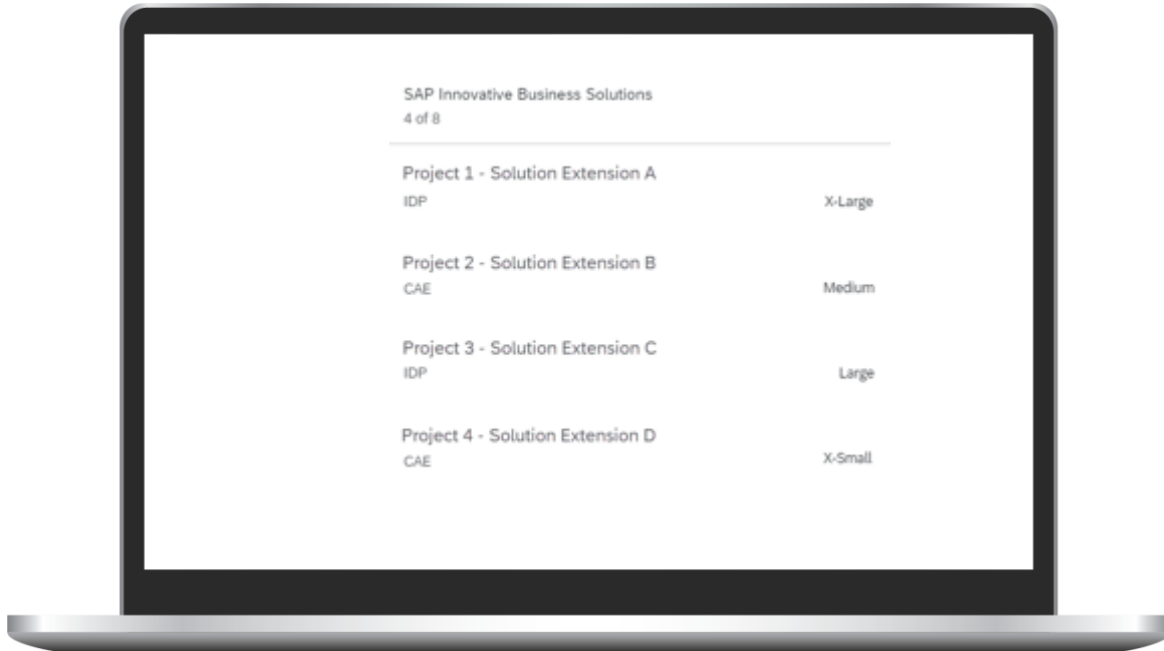 SAP Innovative Business Solutions
4 of 8
Project 1 - Solution Extension A
IDP
X-Large
Project 2 - Solution Extension B
CAE
Medium
Project 3 - Solution Extension C
IDP
Large
Project 4 - Solution Extension D
CAE
X-Small